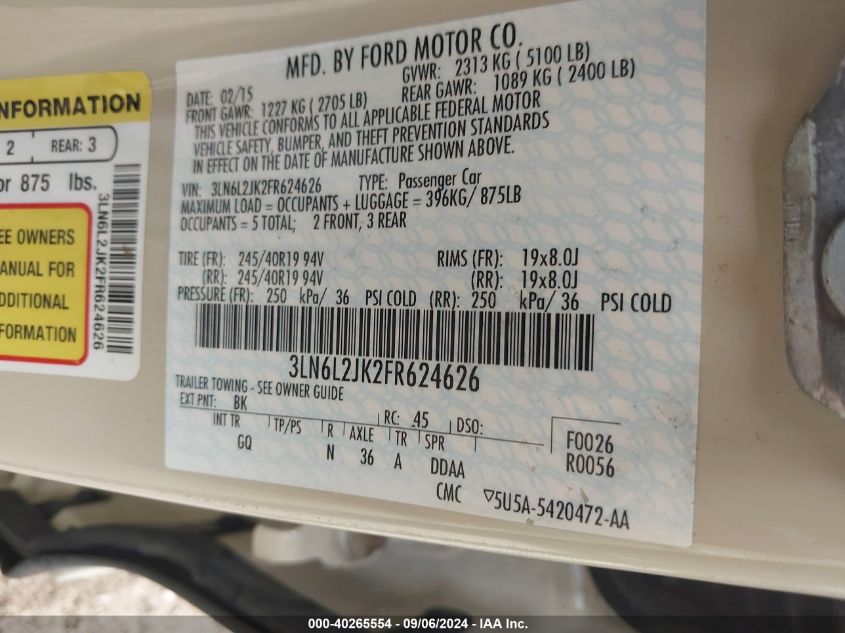 MFD. BY FORD MOTOR CO.
DATE: 02/15 GVWR: 2313 KG ( 5100 LB)
FRONT GAWR: 1227 KG ( 2705 LB) REAR GAWR: 1089 KG ( 2400 LB)
THIS VEHICLE CONFORMS TO ALL APPLICABLE FEDERAL MOTOR
VEHICLE SAFETY, BUMPER, AND THEFT PREVENTION STANDARDS
IN EFFECT ON THE DATE OF MANUFACTURE SHOWN ABOVE.
VIN: 3LN6L2JK2FR624626 TYPE: Passenger Car
MAXIMUM LOAD = OCCUPANTS + LUGGAGE = 396KG/ 875LB
OCCUPANTS = 5 TOTAL; 2 FRONT, 3 REAR
TIRE (FR): 245/40R19 94V RIMS (FR): 19x8.0J
(RR): 245/40R19 94V (RR): 19x8.0J
PRESSURE (FR): 250 kPa/ 36 PSI COLD (RR): 250 kPa/ 36 PSI COLD
3LN6L2JK2FR624626
TRAILER TOWING - SEE OWNER GUIDE
EXT PNT: BK RC: 45 DSO:
INT TR TP/PS R AXLE TR SPR F0026
GQ N 36 A DDAA R0056
CMC 5U5A-5420472-AA
NFORMATION
2 REAR: 3
or 875 lbs.
3LN6L2JK2FR624626
EE OWNERS
ANUAL FOR
DDITIONAL
FORMATION
000-40265554 - 09/06/2024 - IAA Inc.